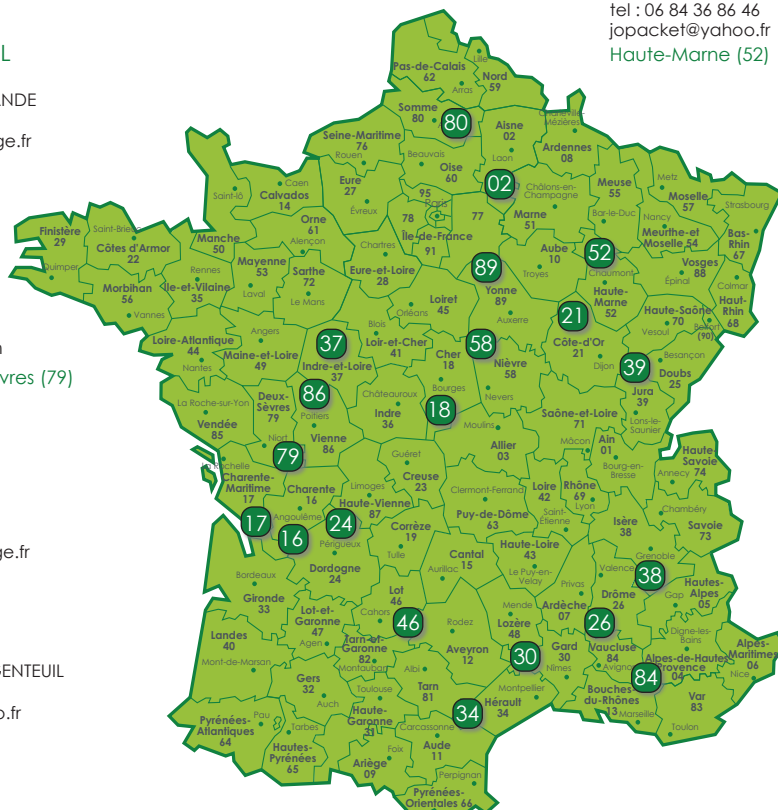 tel : 06 84 36 86 46
jopacket@yahoo.fr
Haute-Marne (52)
L
ANDE
ge.fr
n
vres (79)
ge.fr
GENTEUIL
o.fr
Lille
Pas-de-Calais
62
Nord
59
Arras
Somme
80
80
Aisne
02
Charleville-
Mézières
Seine-Maritime
76
Rouen
Beauvais
Oise
60
Laon
Ardennes
08
02
Caen
Saint-lô
Calvados
14
Eure
27
Évreux
95
Paris
78
77
Île-de-France
91
Châlons-en-
Champagne
Marne
51
Meuse
55
Bar-le-Duc
Metz
Moselle
57
Nancy
Meurthe-et
Moselle 54
Strasbourg
Bas-
Rhin
67
Finistère
29
Quimper
Saint-Brieuc
Côtes d'Armor
22
Manche
50
Orne
61
Alençon
Chartres
Eure-et-Loire
28
Aube
10
Troyes
52
Chaumont
Haute-
Marne
52
Vosges
88
Épinal
Colmar
Haut-
Rhin
68
Morbihan
56
Vannes
Rennes
Ile-et-Vilaine
35
Mayenne
53
Laval
Sarthe
72
Le Mans
Loiret
45
Orléans
89
Yonne
89
Auxerre
21
Côte-d'Or
21
Dijon
Haute-Saône
70
Vesoul
Belfort
(90)
Loire-Atlantique
44
Nantes
Angers
Maine-et-Loire
49
37
Indre-et-Loire
37
Blois
Loir-et-Cher
41
Cher
18
Bourges
58
Nièvre
58
Nevers
39
Besançon
Doubs
25
Jura
39
Lons-le-
Saunier
La Roche-sur-Yon
Vendée
85
Deux-
Sèvres
79
Niort
86
Poitiers
Vienne
86
Châteauroux
Indre
36
18
Moulins
Allier
03
Saône-et-Loire
71
Mâcon
Ain
01
Bourg-en-
Bresse
Haute-
Savoie
74
Annecy
79
La Rochelle
Charente-
Maritime
17
17
Charente
16
Angoulême
16
Guéret
Creuse
23
Limoges
Haute-Vienne
87
24
Périgueux
Dordogne
24
Clermont-Ferrand
Puy-de-Dôme
63
Loire
42
Saint-
Étienne
Rhône
69
Lyon
Isère
38
Chambéry
Savoie
73
Corrèze
19
Tulle
Cantal
15
Aurillac
Haute-Loire
43
Le Puy-en-
Velay
Grenoble
38
Valence
Privas
Ardèche
07
Drôme
26
26
Hautes-
Alpes
05
Gap
Bordeaux
Gironde
33
Lot
46
Cahors
46
Lot-et-
Garonne
47
Agen
Rodez
Aveyron
12
Mende
Lozère
48
30
Gard
30
Nîmes
Vaucluse
84
Avignon
Digne-les-
Bains
Alpes-de-Hautes
Provence
04
84
Alpes-
Maritimes
06
Nice
Landes
40
Mont-de-Marsan
Tarn-et-
Garonne
82
Montauban
Albi
Tarn
81
Gers
32
Auch
Toulouse
Haute-
Garonne
31
Montpellier
Hérault
34
34
Bouches-
du-Rhônes
13
Marseille
Var
83
Toulon
Pyrénées-
Atlantiques
64
Pau
Tarbes
Hautes-
Pyrénées
65
Foix
Ariège
09
Carcassonne
Aude
11
Perpignan
Pyrénées-
Orientales 66